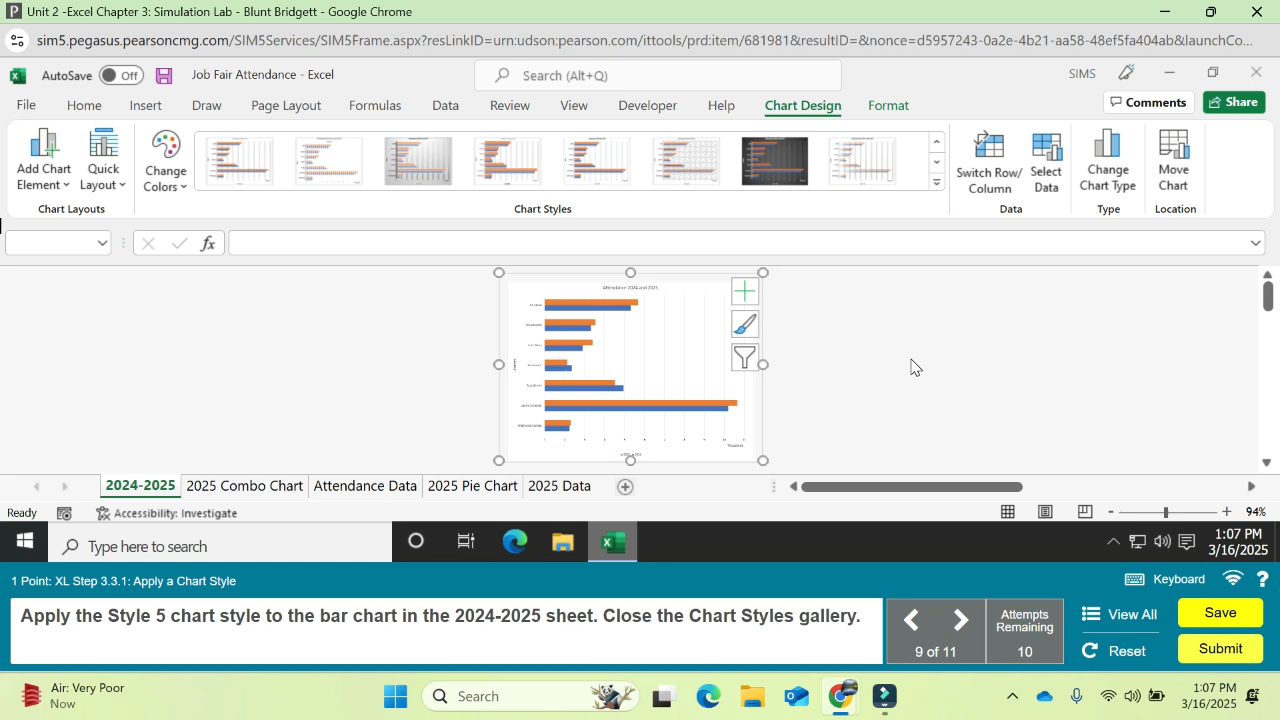 Unit 2 -Excel Chapter 3: Simulation Lab - Blunt Bridgett - Google Chrome
sim5.pegasus.pearsoncmg.com/SIM5Services/SIM5Frame.aspx?resLinkID=urn:udson:pearson.com/ittools/prd:item/681981&resultID=&nonce=d5957243-0a2e-4b21-aa58-48ef5fa404ab&launchCo...
AutoSave Off Job Fair Attendance - Excel Search (Alt+Q) SIMS
File Home Insert Draw Page Layout Formulas Data Review View Developer Help Chart Design Format Comments Share
Add Chart Element Quick Layout Change Colors Switch Row/ Column Select Data Change Chart Type Move Chart
Chart Layouts Chart Styles Data Type Location
fx
Attendance 2024 and 2025
2024-2025 2025 Combo Chart Attendance Data 2025 Pie Chart 2025 Data
Ready Accessibility: Investigate 94%
Type here to search 1:07 PM
3/16/2025
1 Point: XL Step 3.3.1: Apply a Chart Style Keyboard ?
Apply the Style 5 chart style to the bar chart in the 2024-2025 sheet. Close the Chart Styles gallery.
9 of 11
Attempts Remaining
10
View All
Reset
Save
Submit
Air: Very Poor
Now
Search
1:07 PM
3/16/2025